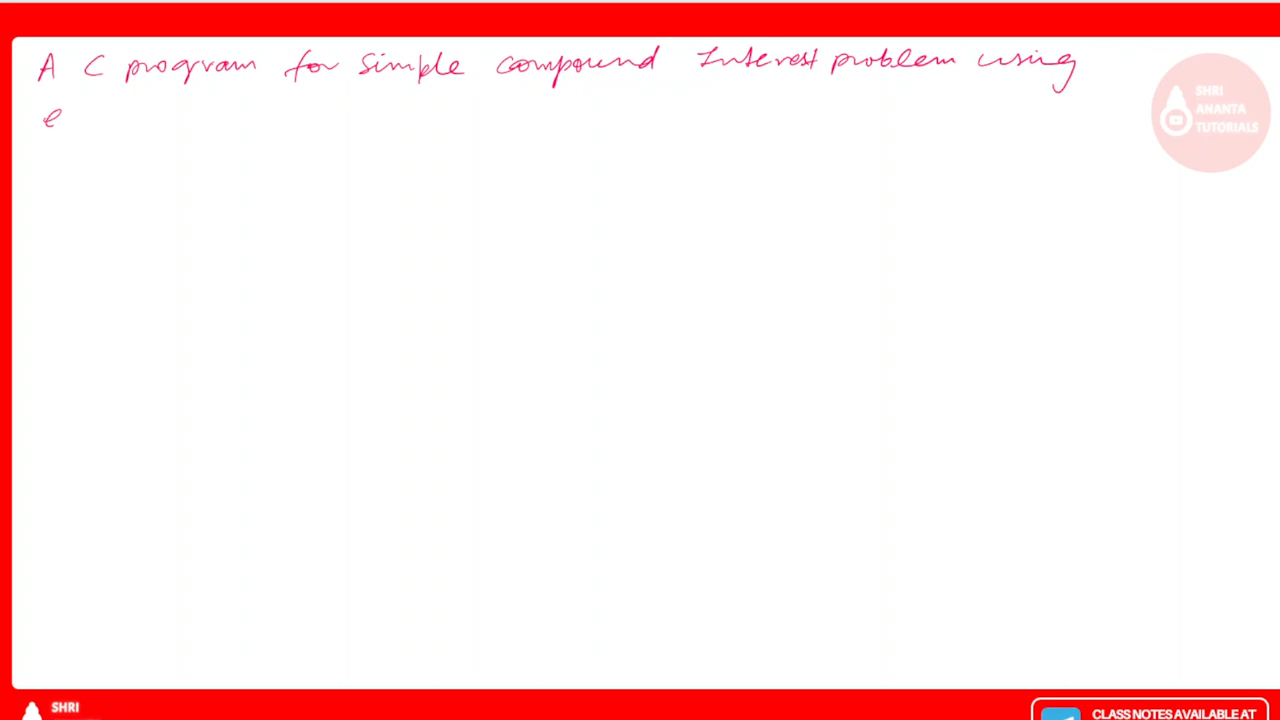 A C program for simple compound Interest problem using
e
SHRI
ANANTA
TUTORIALS
SHRI
CLASS NOTES AVAILABLE AT